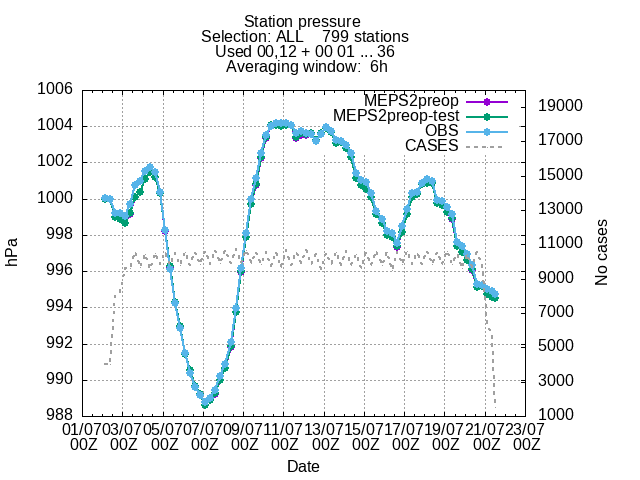 Station pressure
Selection: ALL 799 stations
Used 00,12 + 00 01 ... 36
Averaging window: 6h
MEPS2preop
MEPS2preop-test
OBS
CASES
hPa
1006
1004
1002
1000
998
996
994
992
990
988
No cases
19000
17000
15000
13000
11000
9000
7000
5000
3000
1000
01/07 03/07 05/07 07/07 09/07 11/07 13/07 15/07 17/07 19/07 21/07 23/07
00Z 00Z 00Z 00Z 00Z 00Z 00Z 00Z 00Z 00Z 00Z 00Z
Date